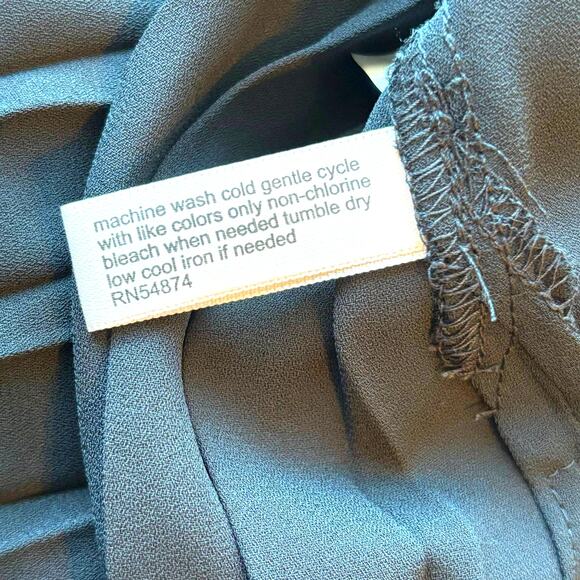 machine wash cold gentle cycle
with like colors only non-chlorine
bleach when needed tumble dry
low cool iron if needed
RN54874